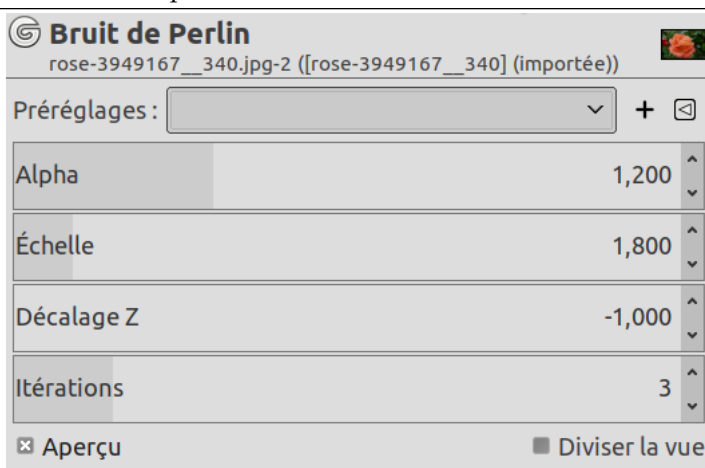 Bruit de Perlin
rose-3949167__340.jpg-2 ([rose-3949167__340] (importée))
Préréglages :
Alpha 1,200
Échelle 1,800
Décalage Z -1,000
Itérations 3
Aperçu Diviser la vue